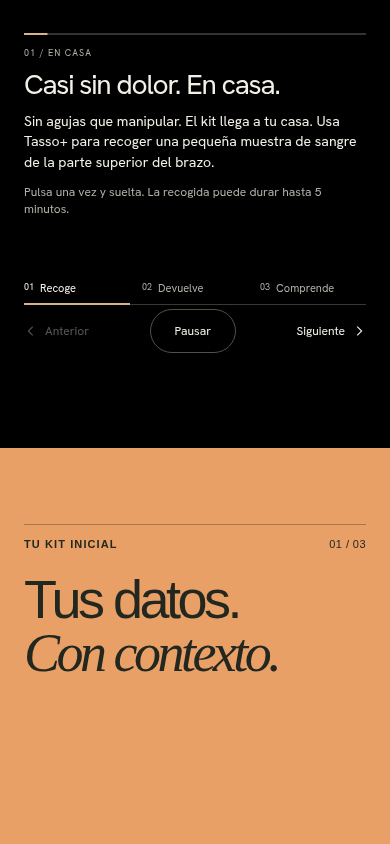 01 / EN CASA
Casi sin dolor. En casa.
Sin agujas que manipular. El kit llega a tu casa. Usa
Tasso+ para recoger una pequeña muestra de sangre
de la parte superior del brazo.
Pulsa una vez y suelta. La recogida puede durar hasta 5
minutos.
01 Recoge 02 Devuelve 03 Comprende
Anterior Pausar Siguiente
TU KIT INICIAL 01 / 03
Tus datos.
Con contexto.